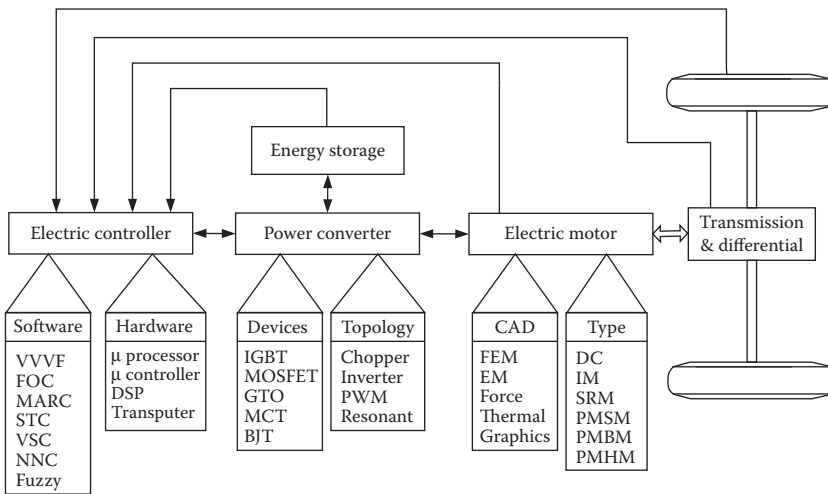 Energy storage
Electric controller
Power converter
Electric motor
Transmission
& differential
Software
VVVF
FOC
MARC
STC
VSC
NNC
Fuzzy
Hardware
μ processor
μ controller
DSP
Transputer
Devices
IGBT
MOSFET
GTO
MCT
BJT
Topology
Chopper
Inverter
PWM
Resonant
CAD
FEM
EM
Force
Thermal
Graphics
Type
DC
IM
SRM
PMSM
PMBM
PMHM